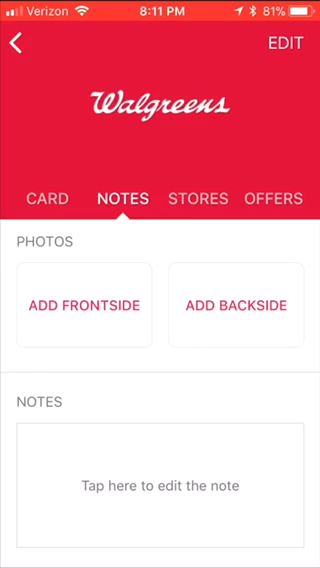 Verizon 8:11 PM 81%
EDIT
Walgreens
CARD NOTES STORES OFFERS
PHOTOS
ADD FRONTSIDE ADD BACKSIDE
NOTES
Tap here to edit the note